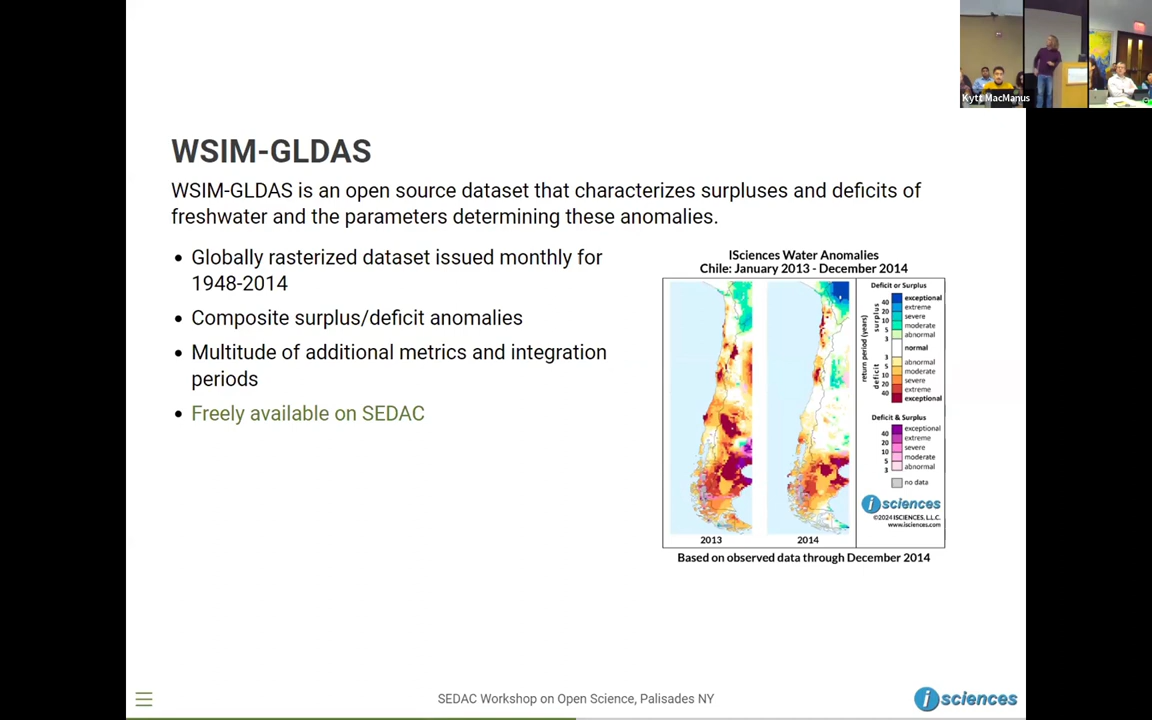 Kytt MacManus
WSIM-GLDAS
WSIM-GLDAS is an open source dataset that characterizes surpluses and deficits of
freshwater and the parameters determining these anomalies.
• Globally rasterized dataset issued monthly for
1948-2014
• Composite surplus/deficit anomalies
• Multitude of additional metrics and integration
periods
• Freely available on SEDAC
ISciences Water Anomalies
Chile: January 2013 - December 2014
Deficit or Surplus
return period (years)
surplus
40
20
10
5
3
exceptional
extreme
severe
moderate
abnormal
normal
deficit
3
5
10
20
40
abnormal
moderate
severe
extreme
exceptional
Deficit & Surplus
40
20
10
5
3
exceptional
extreme
severe
moderate
abnormal
no data
isciences
©2024 ISCIENCES, L.L.C.
www.isciences.com
2013
2014
Based on observed data through December 2014
SEDAC Workshop on Open Science, Palisades NY
isciences